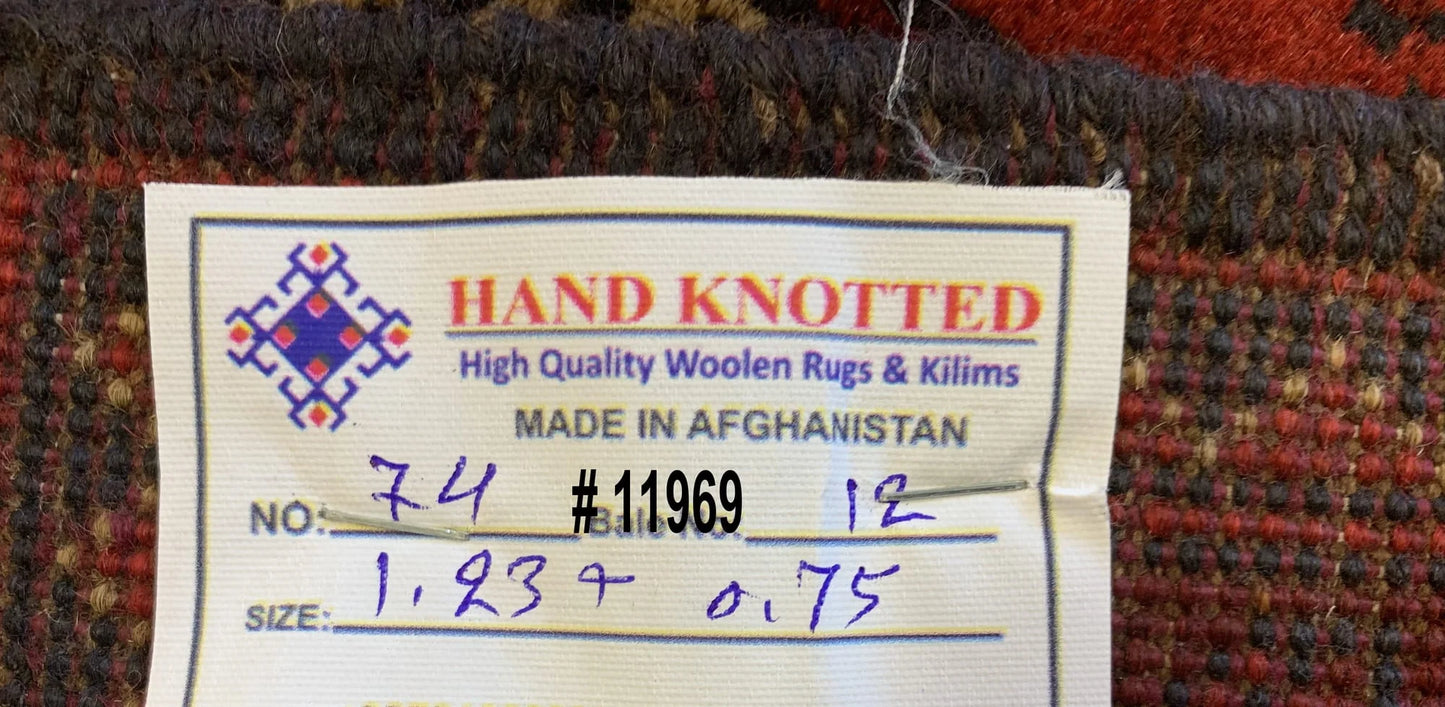 HAND KNOTTED
High Quality Woolen Rugs & Kilims
MADE IN AFGHANISTAN
NO: 74 #11969 12
SIZE: 1.23 + 0.75